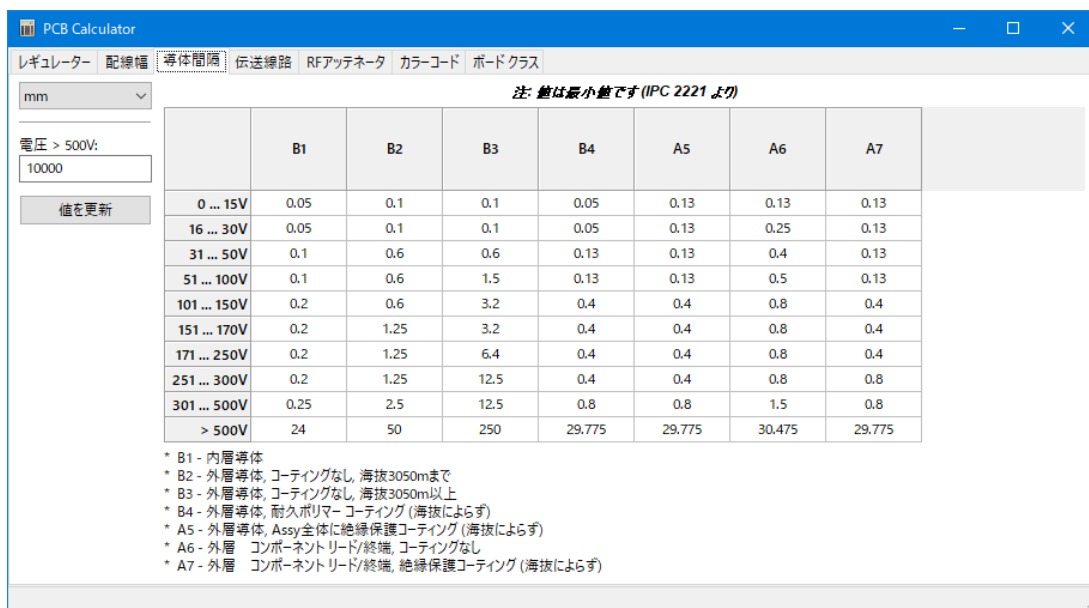 PCB Calculator
レギュレーター 配線幅 導体間隔 伝送線路 RFアッテネータ カラーコード ボードクラス
mm
注: 値は最小値です (IPC 2221 より)
電圧 > 500V:
10000
値を更新
B1 B2 B3 B4 A5 A6 A7
0 ... 15V 0.05 0.1 0.1 0.05 0.13 0.13 0.13
16 ... 30V 0.05 0.1 0.1 0.05 0.13 0.25 0.13
31 ... 50V 0.1 0.6 0.6 0.13 0.13 0.4 0.13
51 ... 100V 0.1 0.6 1.5 0.13 0.13 0.5 0.13
101 ... 150V 0.2 0.6 3.2 0.4 0.4 0.8 0.4
151 ... 170V 0.2 1.25 3.2 0.4 0.4 0.8 0.4
171 ... 250V 0.2 1.25 6.4 0.4 0.4 0.8 0.4
251 ... 300V 0.2 1.25 12.5 0.4 0.4 0.8 0.8
301 ... 500V 0.25 2.5 12.5 0.8 0.8 1.5 0.8
> 500V 24 50 250 29.775 29.775 30.475 29.775
* B1 - 内層導体
* B2 - 外層導体, コーティングなし, 海抜3050mまで
* B3 - 外層導体, コーティングなし, 海抜3050m以上
* B4 - 外層導体, 耐久ポリマー コーティング (海抜によらず)
* A5 - 外層導体, Assy全体に絶縁保護コーティング (海抜によらず)
* A6 - 外層 コンポーネント リード/終端, コーティングなし
* A7 - 外層 コンポーネント リード/終端, 絶縁保護コーティング (海抜によらず)